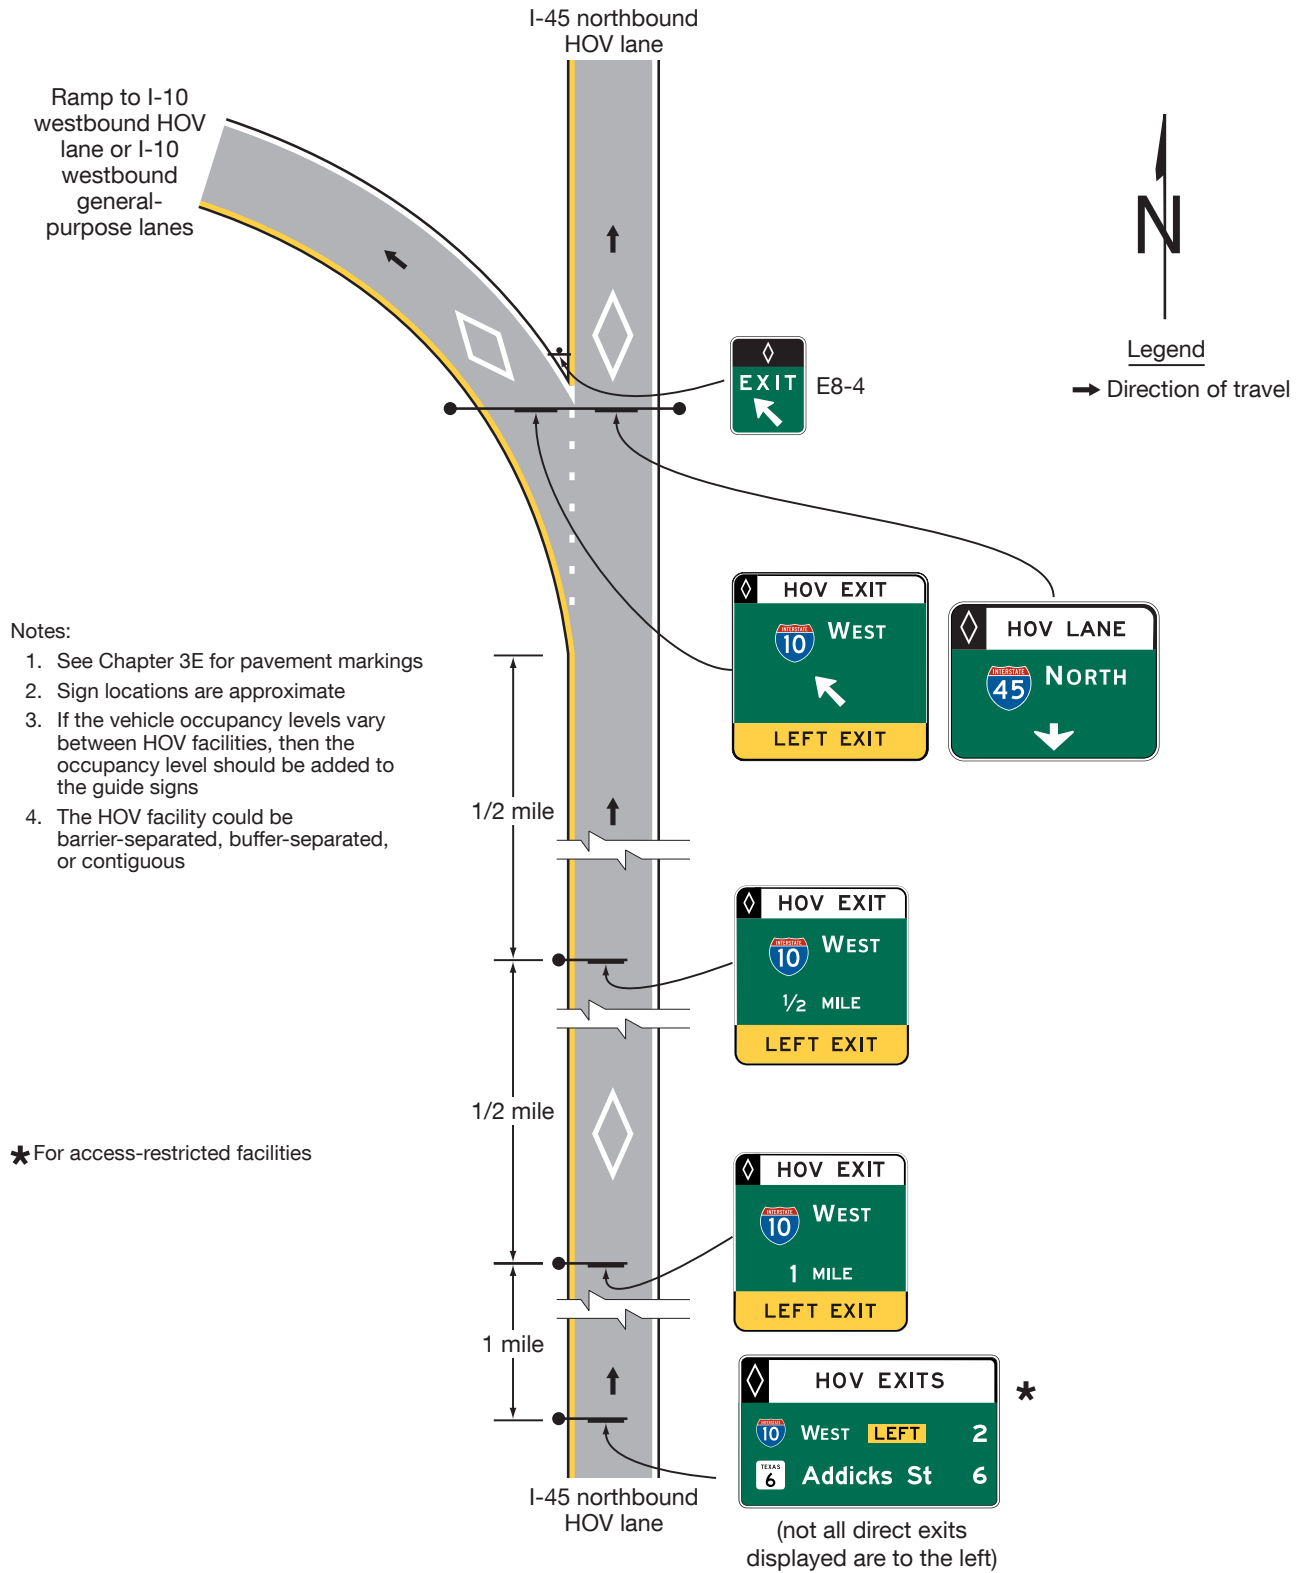 I-45 northbound
HOV lane
Ramp to I-10
westbound HOV
lane or I-10
westbound
general-
purpose lanes
N
Legend
Direction of travel
EXIT
E8-4
HOV EXIT
INTERSTATE
10
WEST
LEFT EXIT
HOV LANE
INTERSTATE
45
NORTH
Notes:
1. See Chapter 3E for pavement markings
2. Sign locations are approximate
3. If the vehicle occupancy levels vary
between HOV facilities, then the
occupancy level should be added to
the guide signs
4. The HOV facility could be
barrier-separated, buffer-separated,
or contiguous
1/2 mile
HOV EXIT
INTERSTATE
10
WEST
1/2 MILE
LEFT EXIT
1/2 mile
* For access-restricted facilities
HOV EXIT
INTERSTATE
10
WEST
1 MILE
LEFT EXIT
1 mile
HOV EXITS
*
10 WEST LEFT 2
TEXAS
6 Addicks St 6
I-45 northbound
HOV lane
(not all direct exits
displayed are to the left)